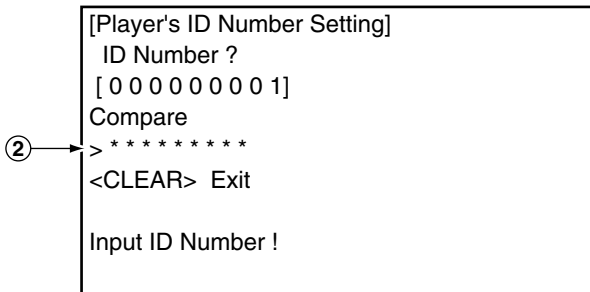 [Player's ID Number Setting]
ID Number ?
[ 0 0 0 0 0 0 0 0 1]
Compare
② > * * * * * * * * *
<CLEAR> Exit
Input ID Number !